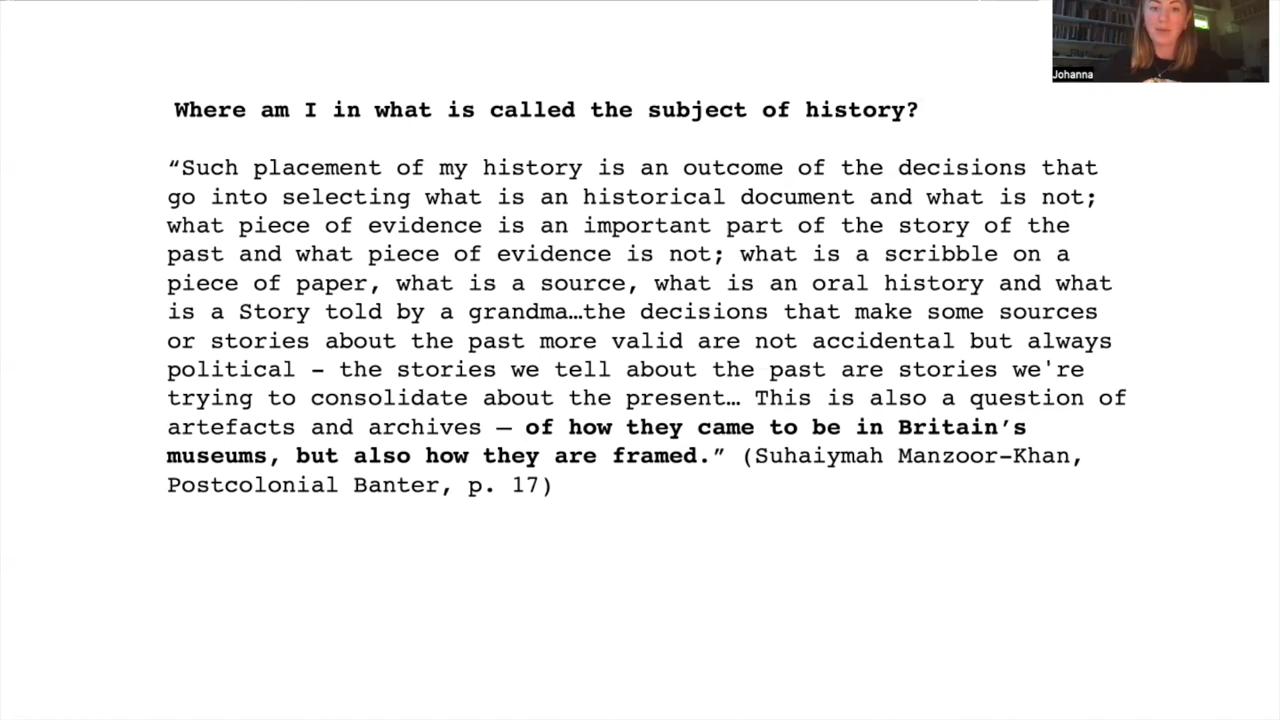 Johanna
Where am I in what is called the subject of history?
“Such placement of my history is an outcome of the decisions that
go into selecting what is an historical document and what is not;
what piece of evidence is an important part of the story of the
past and what piece of evidence is not; what is a scribble on a
piece of paper, what is a source, what is an oral history and what
is a Story told by a grandma…the decisions that make some sources
or stories about the past more valid are not accidental but always
political – the stories we tell about the past are stories we're
trying to consolidate about the present… This is also a question of
artefacts and archives — of how they came to be in Britain’s
museums, but also how they are framed.” (Suhaiymah Manzoor-Khan,
Postcolonial Banter, p. 17)